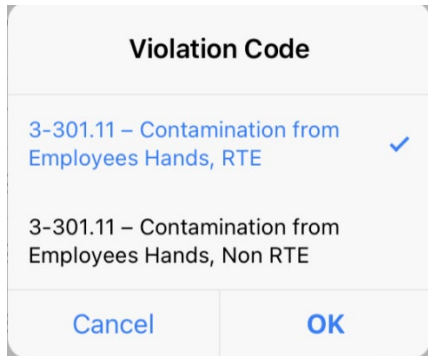 Violation Code
3-301.11 – Contamination from
Employees Hands, RTE
3-301.11 – Contamination from
Employees Hands, Non RTE
Cancel
OK